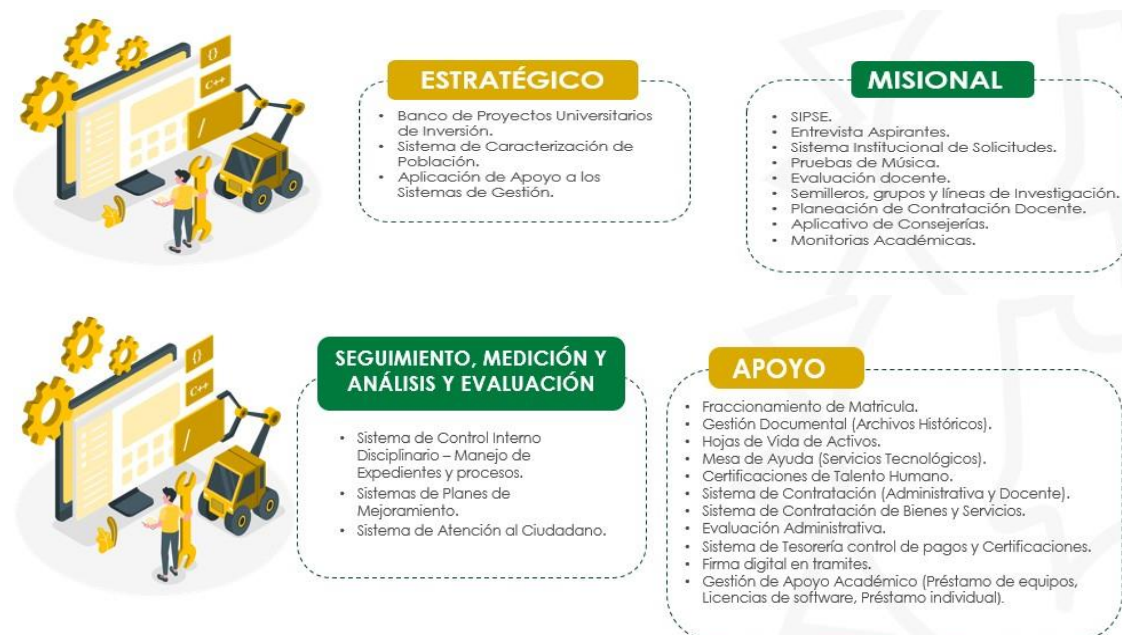 {}
C++
/
ESTRATÉGICO
• Banco de Proyectos Universitarios
de Inversión.
• Sistema de Caracterización de
Población.
• Aplicación de Apoyo a los
Sistemas de Gestión.
MISIONAL
• SIPSE.
• Entrevista Aspirantes.
• Sistema Institucional de Solicitudes.
• Pruebas de Música.
• Evaluación docente.
• Semilleros, grupos y líneas de Investigación.
• Planeación de Contratación Docente.
• Aplicativo de Consejerías.
• Monitorias Académicas.
{}
C++
/
SEGUIMIENTO, MEDICIÓN Y
ANÁLISIS Y EVALUACIÓN
• Sistema de Control Interno
Disciplinario – Manejo de
Expedientes y procesos.
• Sistemas de Planes de
Mejoramiento.
• Sistema de Atención al Ciudadano.
APOYO
• Fraccionamiento de Matricula.
• Gestión Documental (Archivos Históricos).
• Hojas de Vida de Activos.
• Mesa de Ayuda (Servicios Tecnológicos).
• Certificaciones de Talento Humano.
• Sistema de Contratación (Administrativa y Docente).
• Sistema de Contratación de Bienes y Servicios.
• Evaluación Administrativa.
• Sistema de Tesorería control de pagos y Certificaciones.
• Firma digital en tramites.
• Gestión de Apoyo Académico (Préstamo de equipos,
Licencias de software, Préstamo individual).